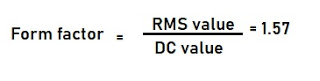 Form factor = RMS value / DC value = 1.57